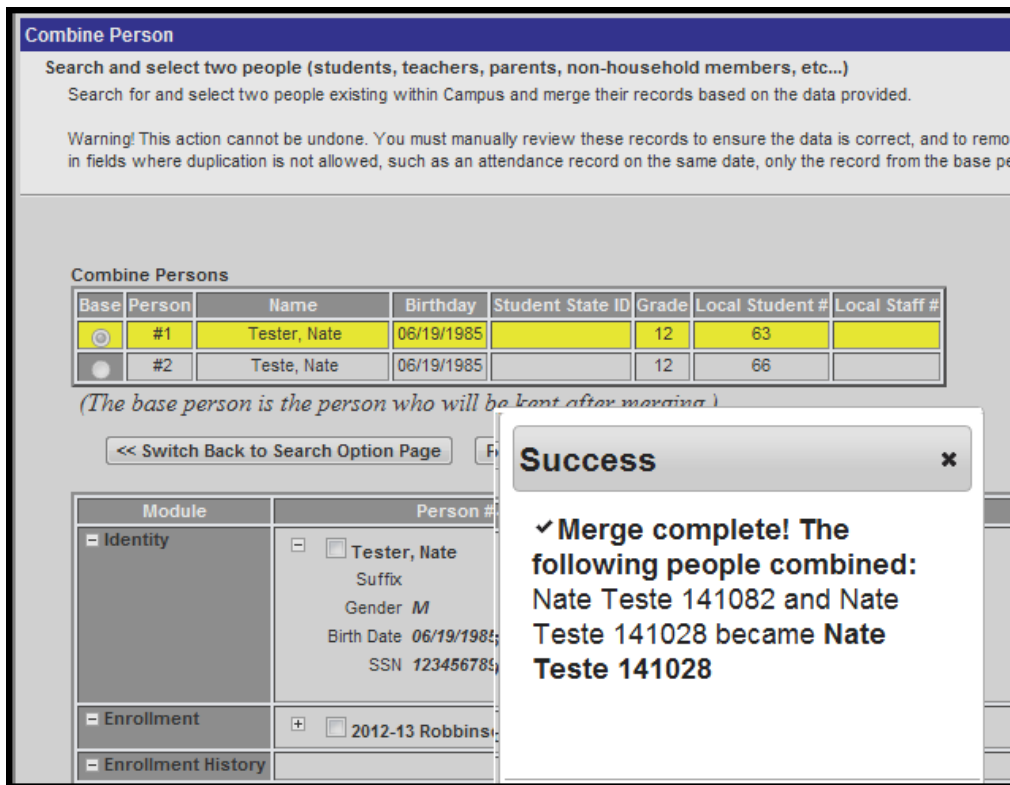 Combine Person
Search and select two people (students, teachers, parents, non-household members, etc...)
Search for and select two people existing within Campus and merge their records based on the data provided.
Warning! This action cannot be undone. You must manually review these records to ensure the data is correct, and to remo
in fields where duplication is not allowed, such as an attendance record on the same date, only the record from the base pe
Combine Persons
Base Person Name Birthday Student State ID Grade Local Student # Local Staff #
#1 Tester, Nate 06/19/1985 12 63
#2 Teste, Nate 06/19/1985 12 66
(The base person is the person who will be kept after merging.)
<< Switch Back to Search Option Page
Success
Merge complete! The
following people combined:
Nate Teste 141082 and Nate
Teste 141028 became Nate
Teste 141028
Module Person #
Identity Tester, Nate
Suffix
Gender M
Birth Date 06/19/1985
SSN 123456789
Enrollment 2012-13 Robbins
Enrollment History